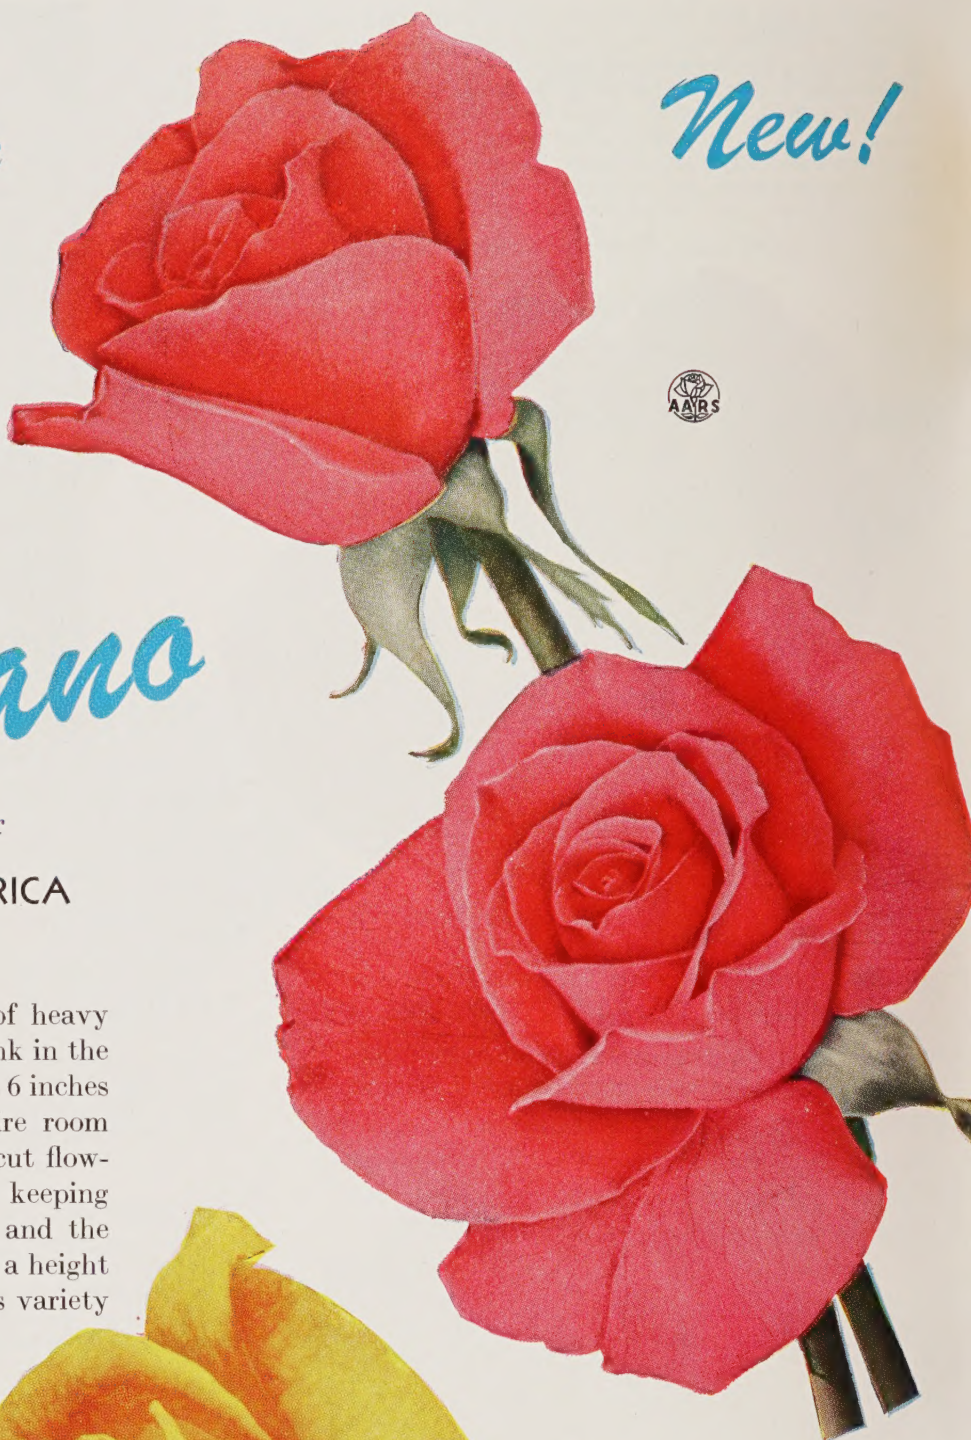 New!
AARS
ano
r
RICA
of heavy
nk in the
6 inches
re room
cut flow-
keeping
and the
a height
s variety